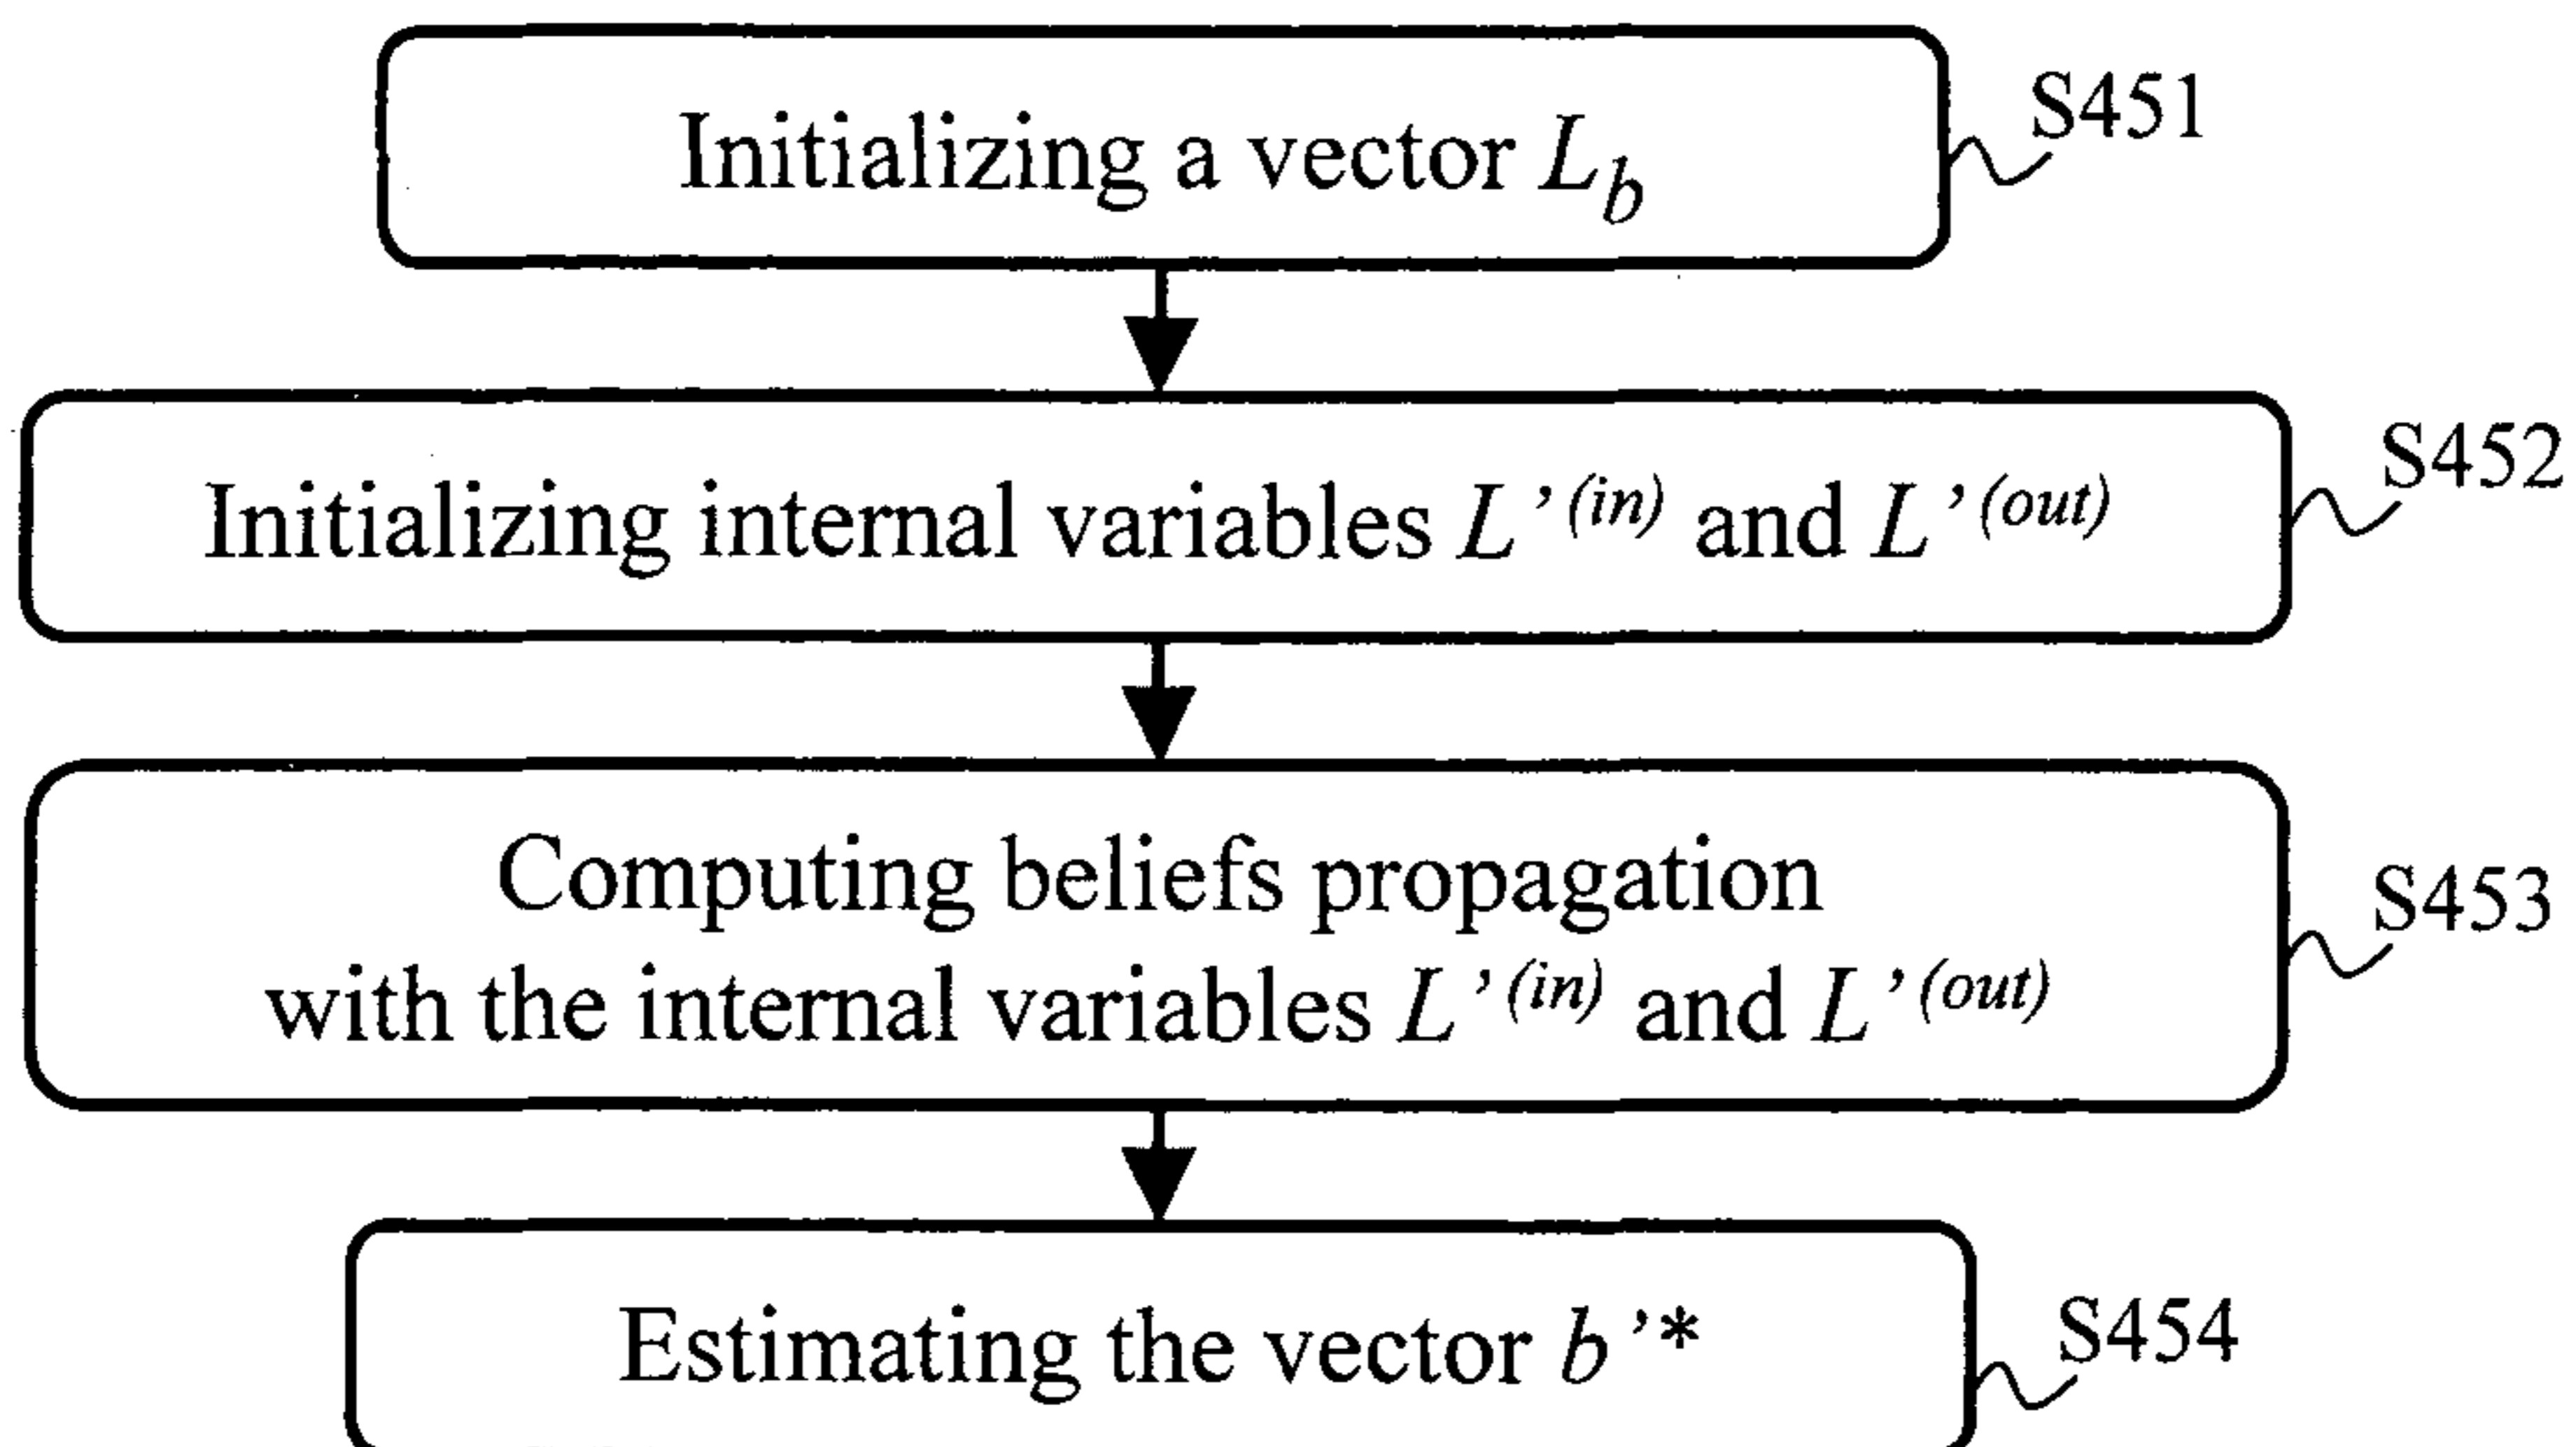 Initializing a vector L_b
S451
Initializing internal variables L’^(in) and L’^(out)
S452
Computing beliefs propagation
with the internal variables L’^(in) and L’^(out)
S453
Estimating the vector b’*
S454